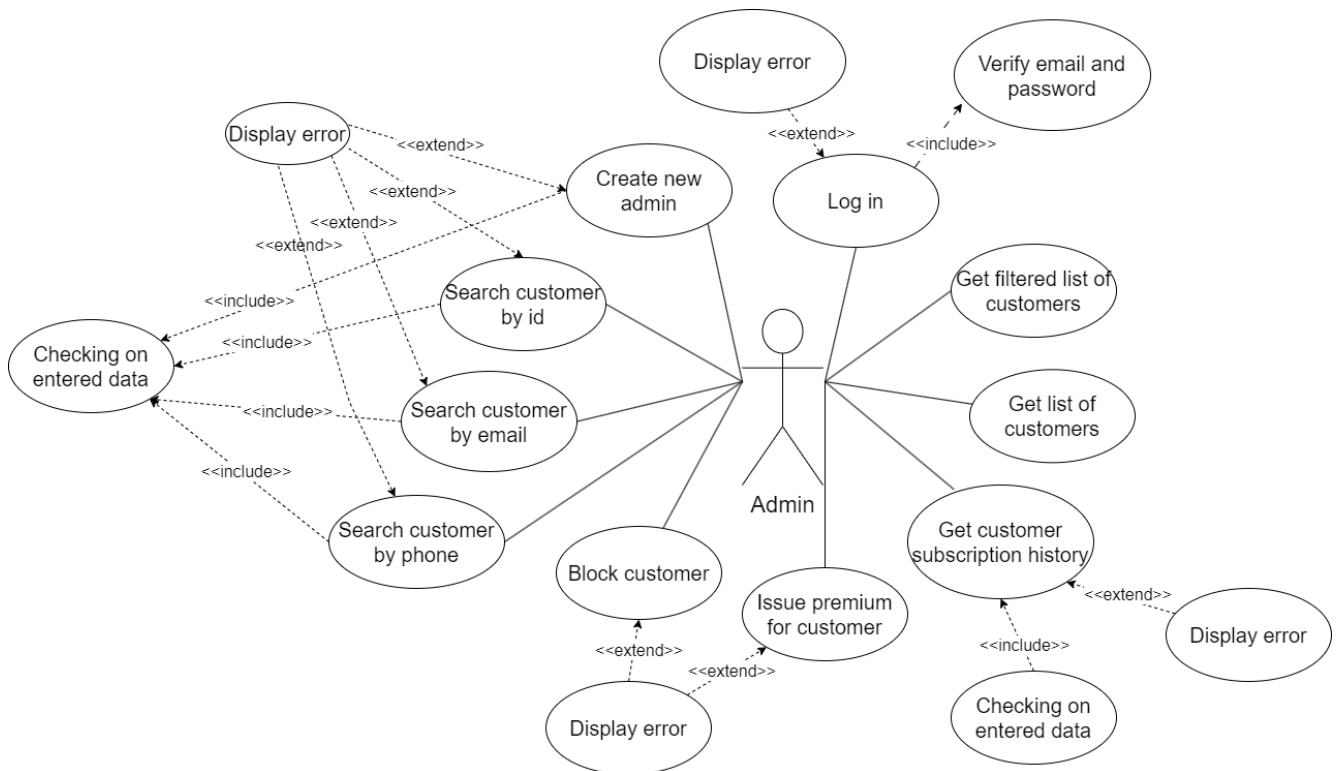 Display error
Verify email and
password
<<extend>>
<<include>>
Display error
<<extend>>
Create new
admin
Log in
<<extend>>
<<extend>>
<<extend>>
Get filtered list of
customers
<<include>>
Search customer
by id
<<include>>
Checking on
entered data
Get list of
customers
<<include>>
Search customer
by email
<<include>>
Admin
Search customer
by phone
Get customer
subscription history
Block customer
Issue premium
for customer
<<extend>>
Display error
<<extend>>
<<extend>>
<<include>>
Display error
Checking on
entered data